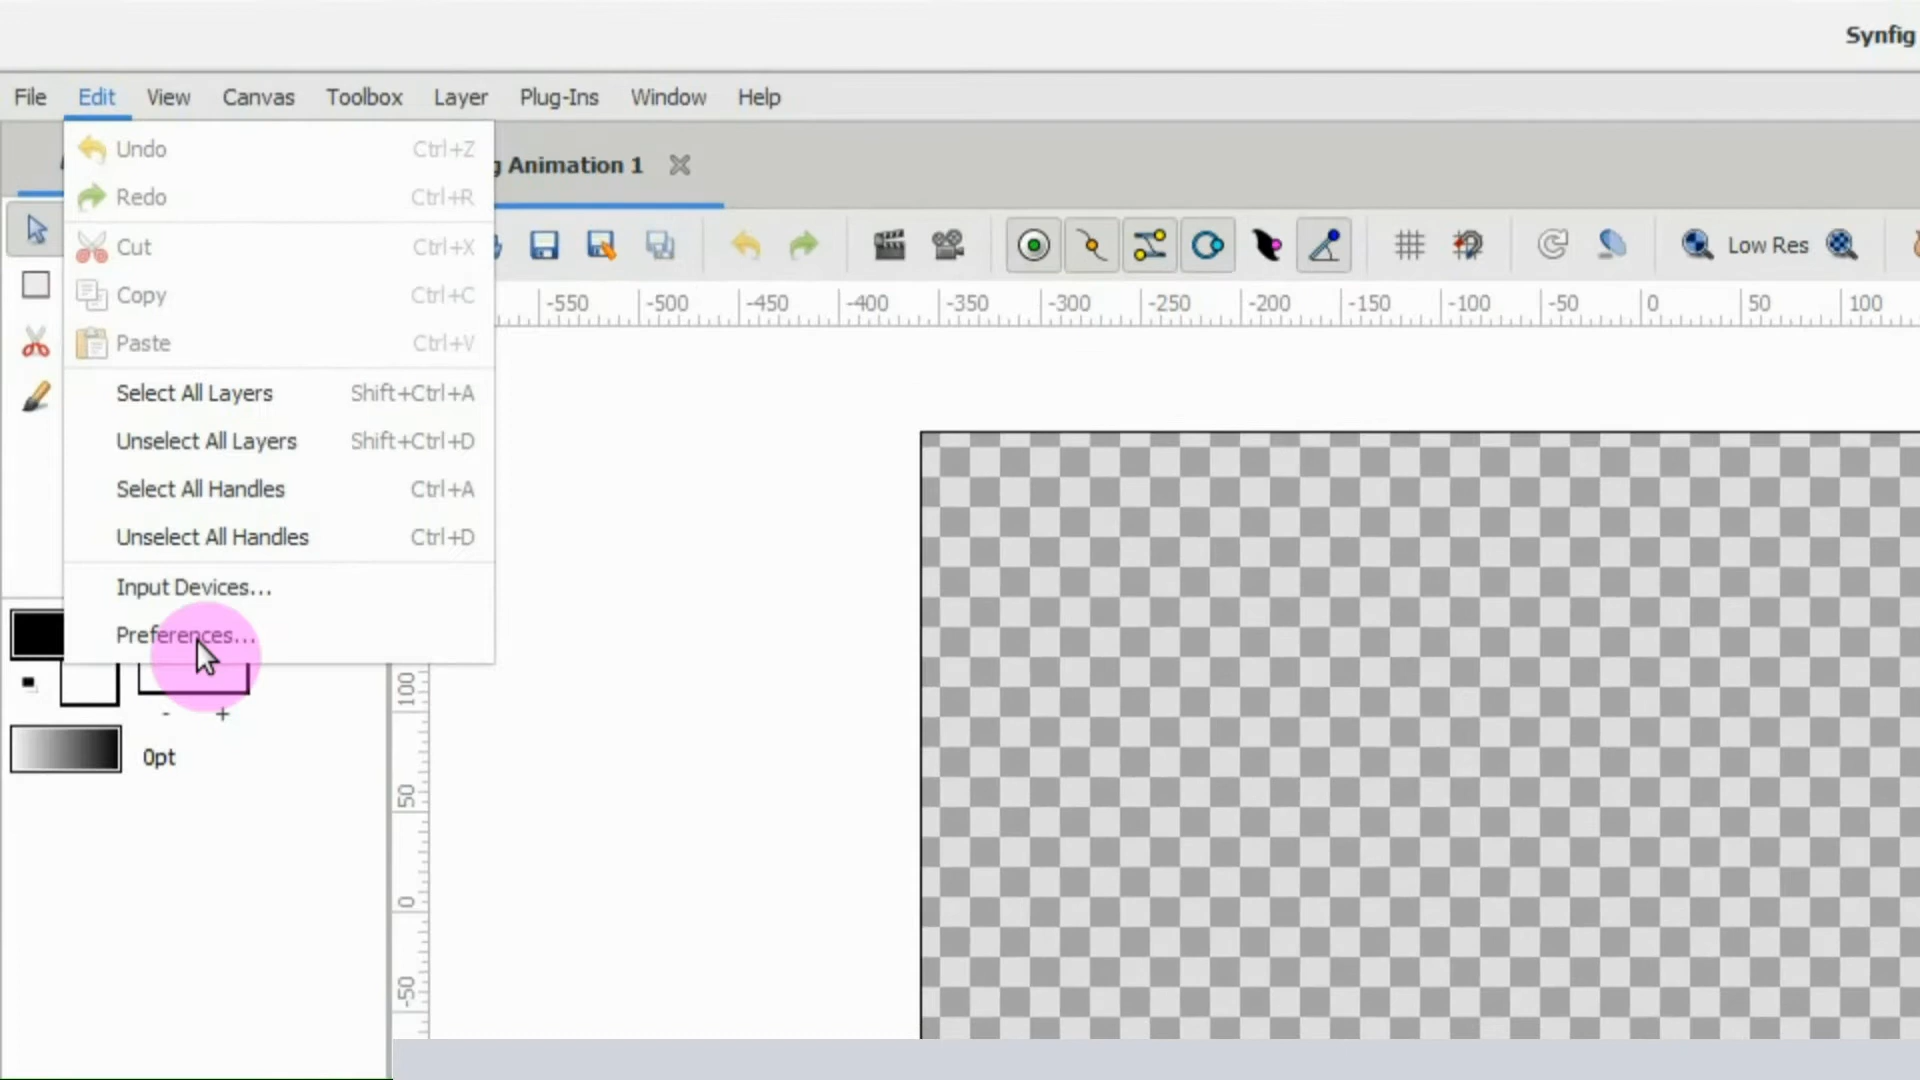 Synfig
File Edit View Canvas Toolbox Layer Plug-Ins Window Help
Undo Ctrl+Z
Animation 1
Redo Ctrl+R
Cut Ctrl+X
Low Res
Copy Ctrl+C
-550 -500 -450 -400 -350 -300 -250 -200 -150 -100 -50 0 50 100
Paste Ctrl+V
Select All Layers Shift+Ctrl+A
Unselect All Layers Shift+Ctrl+D
Select All Handles Ctrl+A
Unselect All Handles Ctrl+D
Input Devices...
Preferences...
100
- +
0pt
50
0
-50